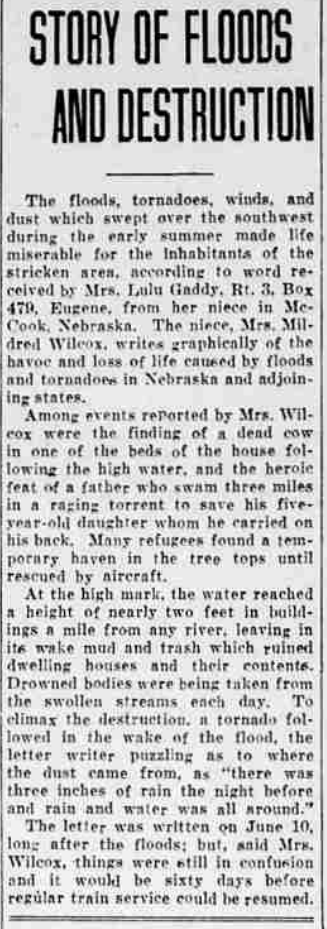 STORY OF FLOODS
AND DESTRUCTION
The floods, tornadoes, winds, and
dust which swept over the southwest
during the early summer made life
miserable for the inhabitants of the
stricken area, according to word re-
ceived by Mrs. Lulu Gaddy, Rt. 3, Box
479, Eugene, from her niece in Mc-
Cook, Nebraska. The niece, Mrs. Mil-
dred Wilcox, writes graphically of the
havoc and loss of life caused by floods
and tornadoes in Nebraska and adjoin-
ing states.
Among events reported by Mrs. Wil-
cox were the finding of a dead cow
in one of the beds of the house fol-
lowing the high water, and the heroic
feat of a father who swam three miles
in a raging torrent to save his five-
year-old daughter whom he carried on
his back. Many refugees found a tem-
porary haven in the tree tops until
rescued by aircraft.
At the high mark, the water reached
a height of nearly two feet in build-
ings a mile from any river, leaving in
its wake mud and trash which ruined
dwelling houses and their contents.
Drowned bodies were being taken from
the swollen streams each day. To
climax the destruction, a tornado fol-
lowed in the wake of the flood, the
letter writer puzzling as to where
the dust came from, as "there was
three inches of rain the night before
and rain and water was all around."
The letter was written on June 10,
long after the floods; but, said Mrs.
Wilcox, things were still in confusion
and it would be sixty days before
regular train service could be resumed.